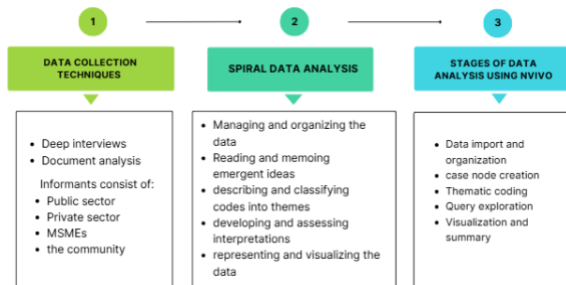 1
DATA COLLECTION
TECHNIQUES
Deep interviews
Document analysis
Informants consist of:
Public sector
Private sector
MSMEs
the community
2
SPIRAL DATA ANALYSIS
Managing and organizing the
data
Reading and memoing
emergent ideas
describing and classifying
codes into themes
developing and assessing
interpretations
representing and visualizing the
data
3
STAGES OF DATA
ANALYSIS USING NVIVO
Data import and
organization
case node creation
Thematic coding
Query exploration
Visualization and
summary